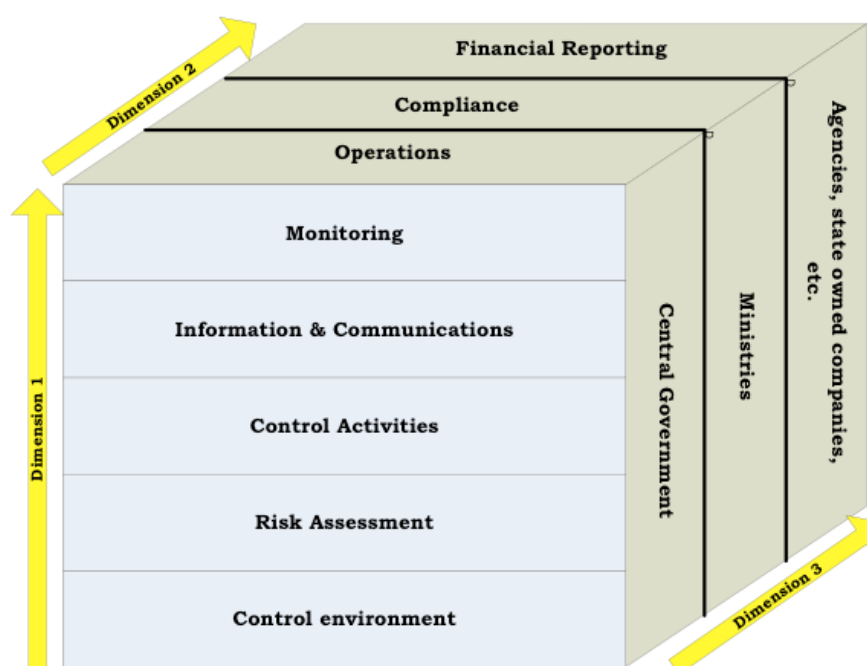 Financial Reporting
Dimension 2
Compliance
Operations
Monitoring
Information & Communications
Control Activities
Risk Assessment
Control environment
Dimension 1
Central Government
Ministries
Agencies, state owned companies,
etc.
Dimension 3